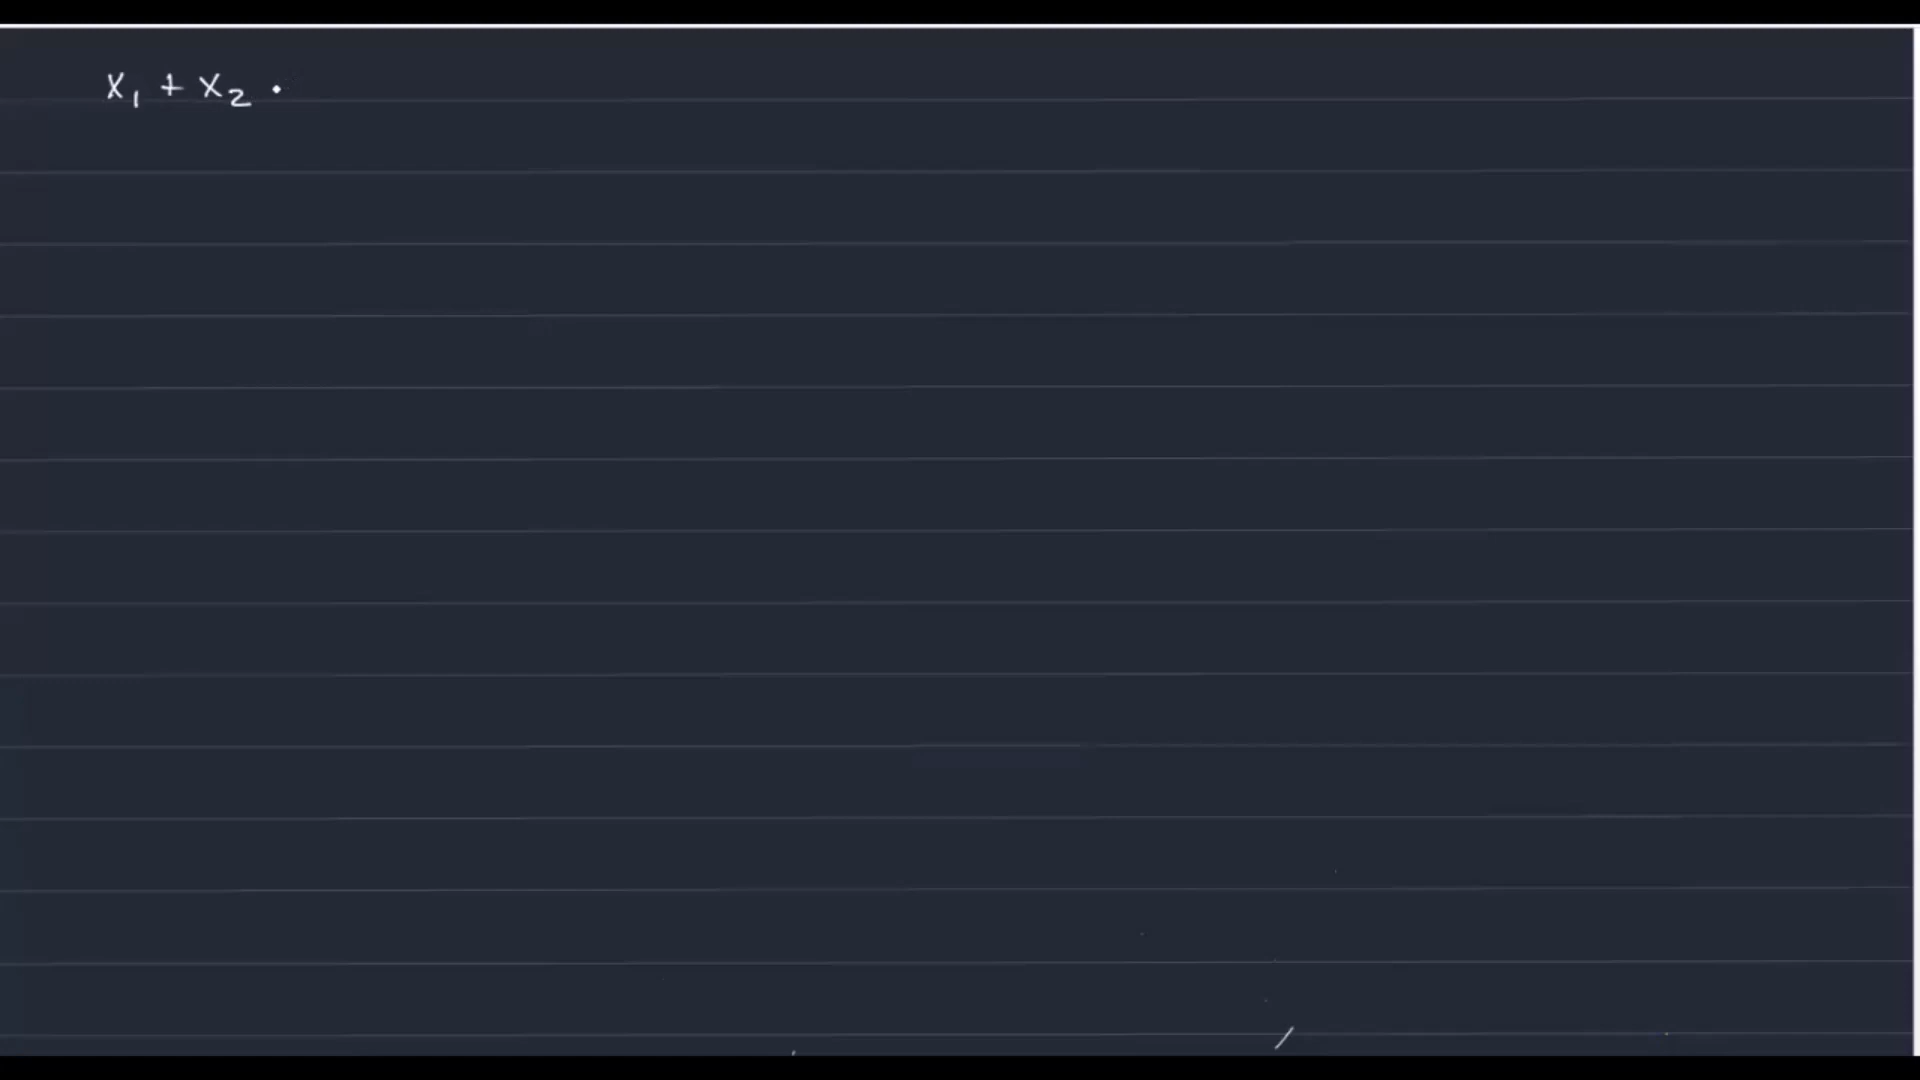 x₁ + x₂ ·